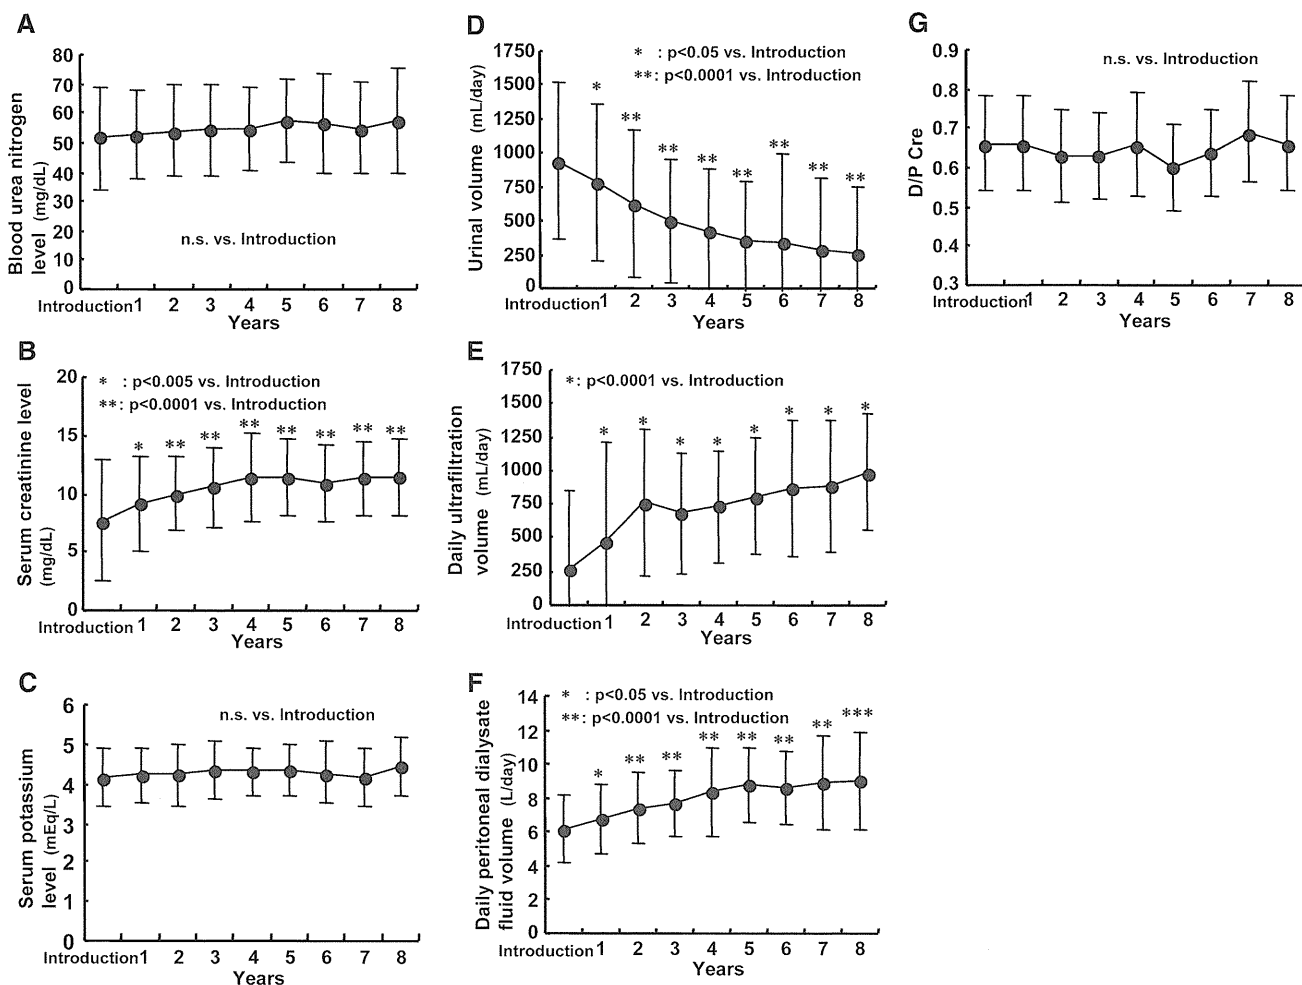 A
80
70
60
50
40
30
20
10
0
Blood urea nitrogen
level (mg/dL)
n.s. vs. Introduction
Introduction 1 2 3 4 5 6 7 8
Years
B
20
15
10
5
0
Serum creatinine level
(mg/dL)
* : p<0.005 vs. Introduction
**: p<0.0001 vs. Introduction
* ** ** ** ** ** ** **
Introduction 1 2 3 4 5 6 7 8
Years
C
6
5
4
3
2
1
0
Serum potassium
level (mEq/L)
n.s. vs. Introduction
Introduction 1 2 3 4 5 6 7 8
Years
D
1750
1500
1250
1000
750
500
250
0
Urinal volume (mL/day)
* : p<0.05 vs. Introduction
**: p<0.0001 vs. Introduction
* ** ** ** ** ** ** **
Introduction 1 2 3 4 5 6 7 8
Years
E
1750
1500
1250
1000
750
500
250
0
Daily ultrafiltration
volume (mL/day)
*: p<0.0001 vs. Introduction
* * * * * * * *
Introduction 1 2 3 4 5 6 7 8
Years
F
14
12
10
8
6
4
2
0
Daily peritoneal dialysate
fluid volume (L/day)
* : p<0.05 vs. Introduction
**: p<0.0001 vs. Introduction
* ** ** ** ** ** ** ***
Introduction 1 2 3 4 5 6 7 8
Years
G
0.9
0.8
0.7
0.6
0.5
0.4
0.3
D/P Cre
n.s. vs. Introduction
Introduction 1 2 3 4 5 6 7 8
Years